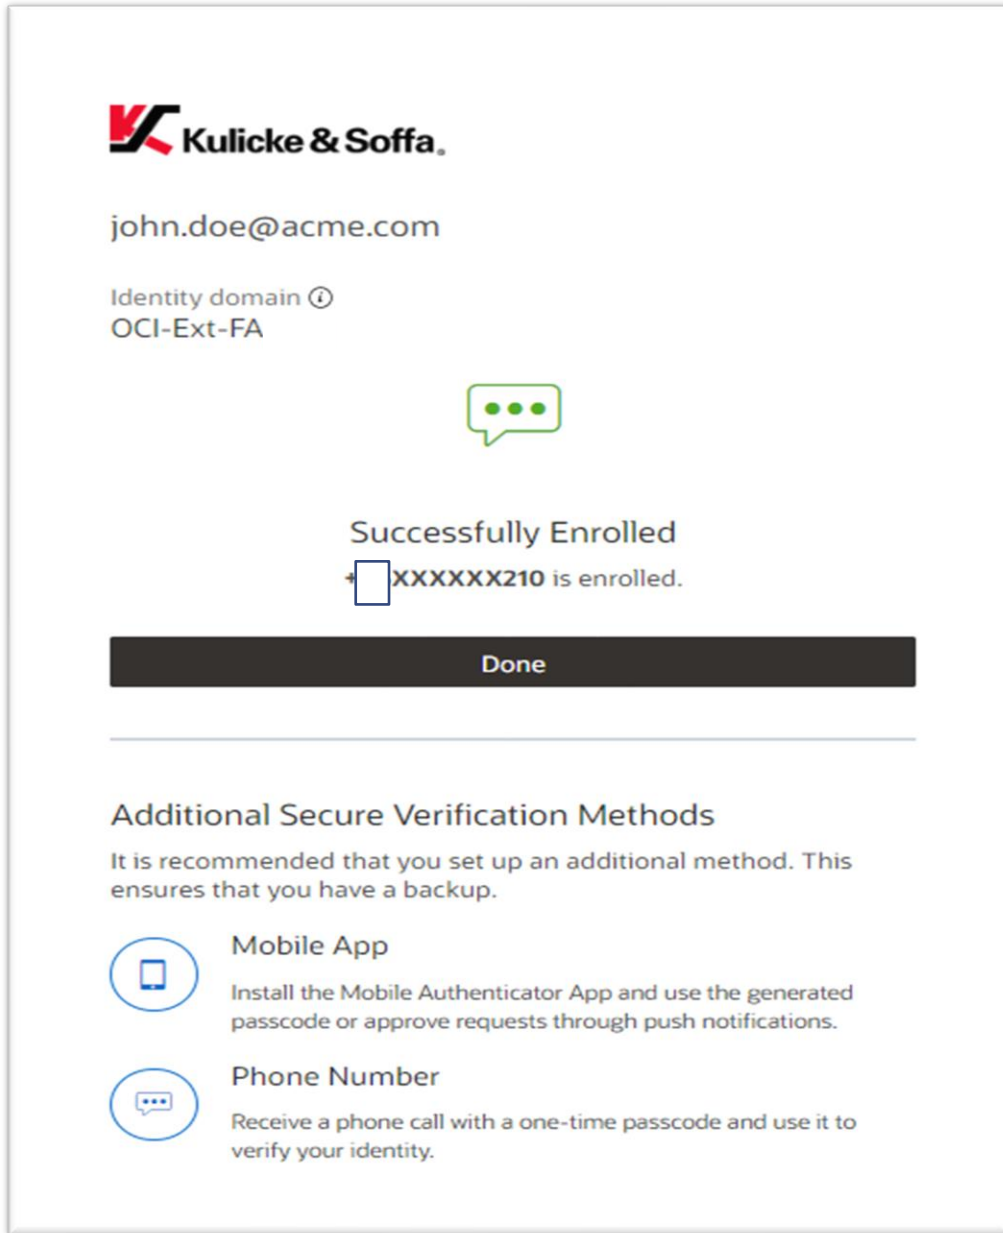 Kulicke & Soffa®
john.doe@acme.com
Identity domain
OCI-Ext-FA
Successfully Enrolled
+XXXXXX210 is enrolled.
Done
Additional Secure Verification Methods
It is recommended that you set up an additional method. This
ensures that you have a backup.
Mobile App
Install the Mobile Authenticator App and use the generated
passcode or approve requests through push notifications.
Phone Number
Receive a phone call with a one-time passcode and use it to
verify your identity.